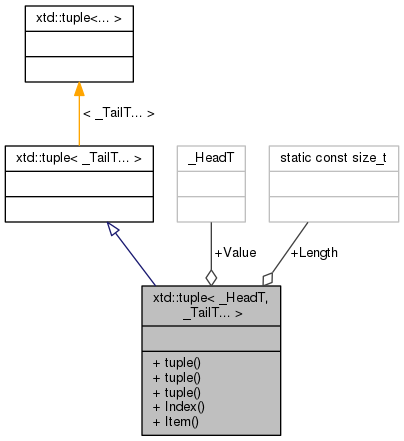 xtd::tuple<... >
< _TailT... >
xtd::tuple< _TailT... >
_HeadT
static const size_t
+Value
+Length
xtd::tuple< _HeadT,
_TailT... >
+ tuple()
+ tuple()
+ tuple()
+ Index()
+ Item()